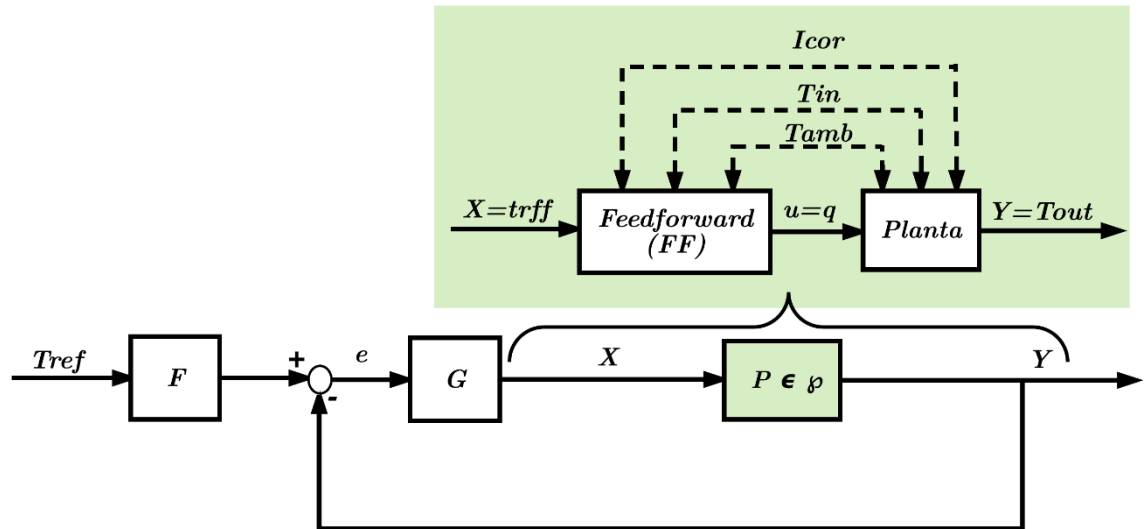 Icor
Tin
Tamb
X=trff
Feedforward
(FF)
u=q
Planta
Y=Tout
Tref
F
+
-
e
G
X
P ϵ ℘
Y